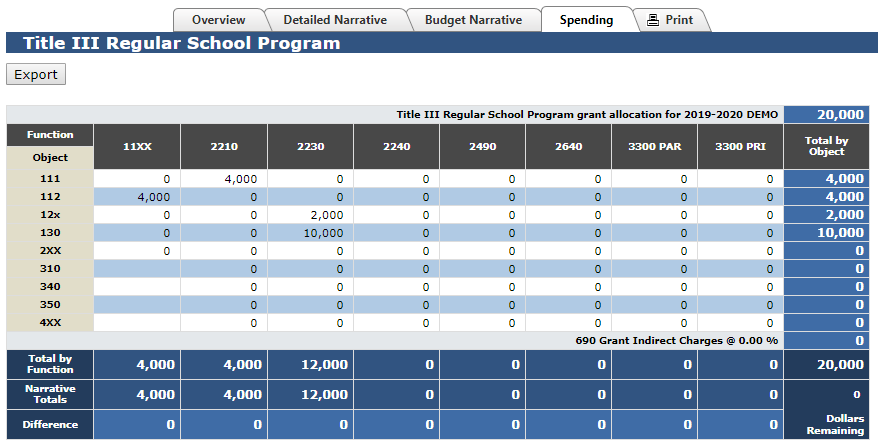 Overview Detailed Narrative Budget Narrative Spending Print
Title III Regular School Program
Export
Title III Regular School Program grant allocation for 2019-2020 DEMO 20,000
Function 11XX 2210 2230 2240 2490 2640 3300 PAR 3300 PRI Total by Object
Object
111 0 4,000 0 0 0 0 0 0 4,000
112 4,000 0 0 0 0 0 0 0 4,000
12x 0 0 2,000 0 0 0 0 0 2,000
130 0 0 10,000 0 0 0 0 0 10,000
2XX 0 0 0 0 0 0 0 0 0
310 0 0 0 0 0 0 0 0
340 0 0 0 0 0 0 0 0
350 0 0 0 0 0 0 0 0
4XX 0 0 0 0 0 0 0 0
690 Grant Indirect Charges @ 0.00 % 0
Total by Function 4,000 4,000 12,000 0 0 0 0 0 20,000
Narrative Totals 4,000 4,000 12,000 0 0 0 0 0 0
Difference 0 0 0 0 0 0 0 0 Dollars Remaining